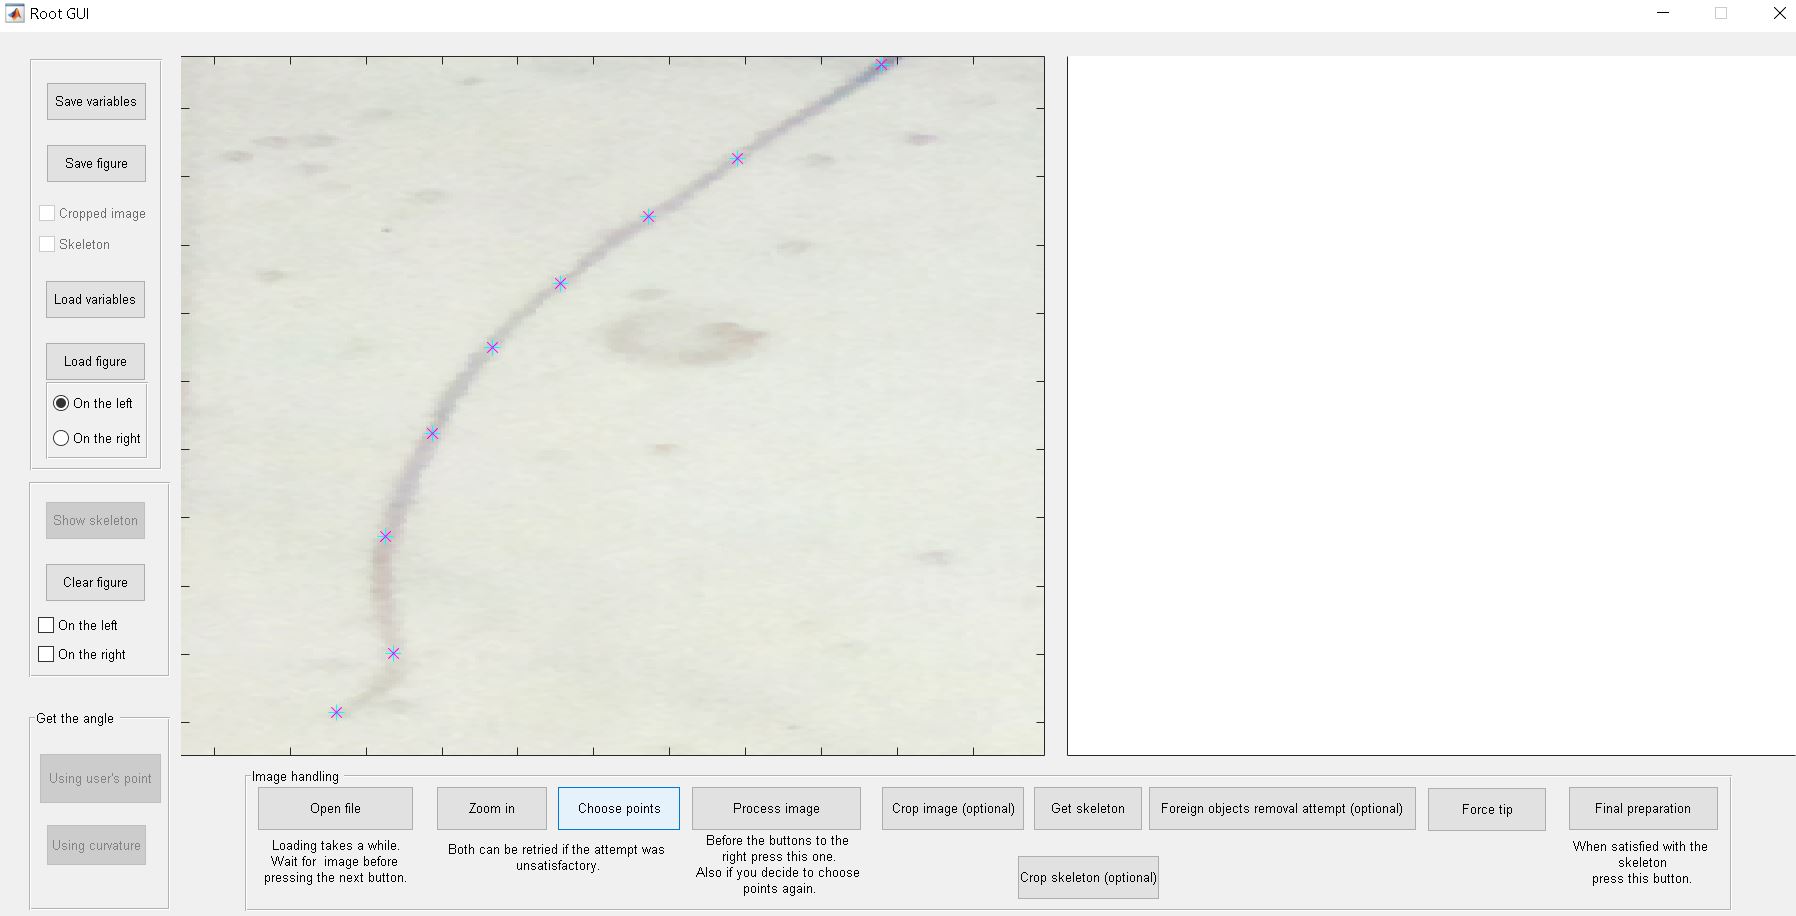 Root GUI
Save variables
Save figure
Cropped image
Skeleton
Load variables
Load figure
On the left
On the right
Show skeleton
Clear figure
On the left
On the right
Get the angle
Using user's point
Using curvature
Image handling
Open file
Loading takes a while.
Wait for  image before
pressing the next button.
Zoom in
Choose points
Both can be retried if the attempt was
unsatisfactory.
Process image
Before the buttons to the
right press this one.
Also if you decide to choose
points again.
Crop image (optional)
Get skeleton
Crop skeleton (optional)
Foreign objects removal attempt (optional)
Force tip
Final preparation
When satisfied with the
skeleton
press this button.